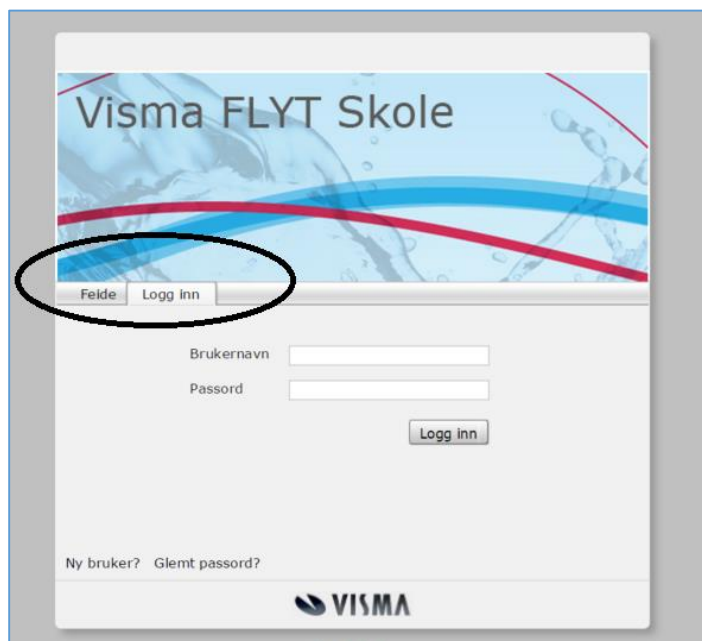 Visma FLYT Skole
Feide Logg inn
Brukernavn
Passord
Logg inn
Ny bruker? Glemt passord?
VISMA